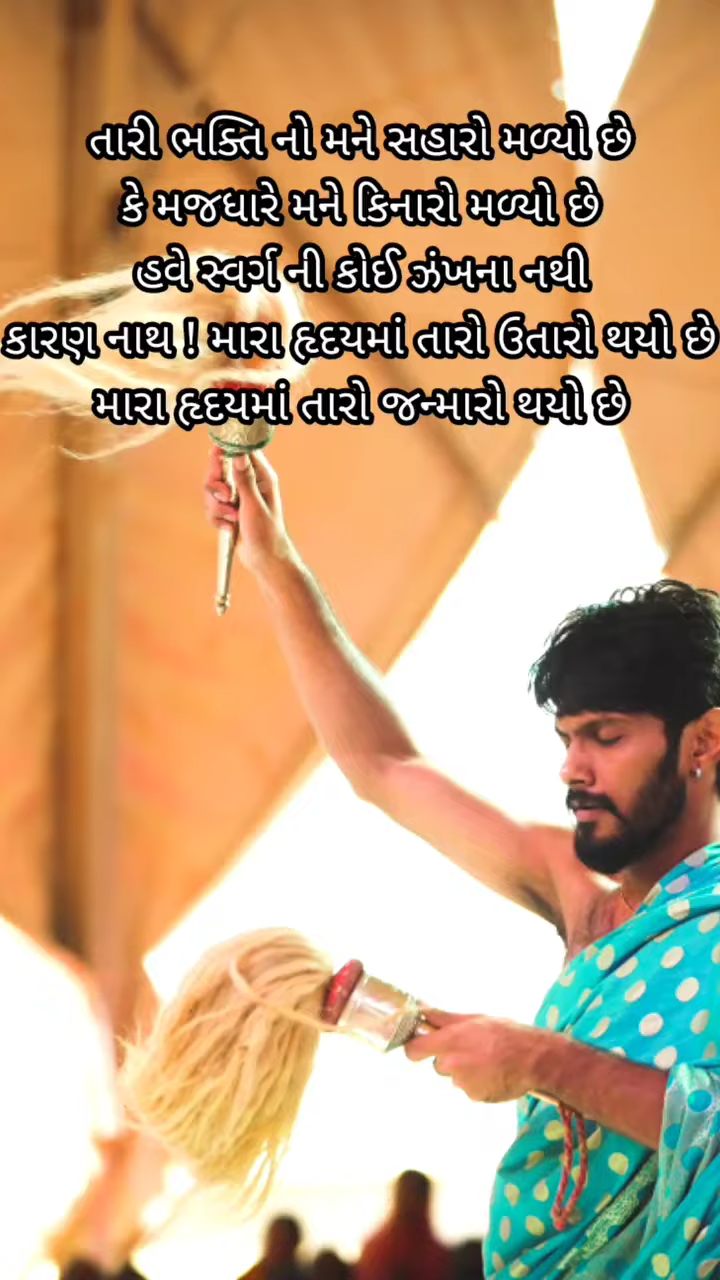 તારી ભક્તિ નો મને સહારો મળ્યો છે
કે મજધારે મને કિનારો મળ્યો છે
હવે સ્વર્ગ ની કોઈ ઝંખના નથી
કારણ નાથ ! મારા હૃદયમાં તારો ઉતારો થયો છે
મારા હૃદયમાં તારો જન્મારો થયો છે